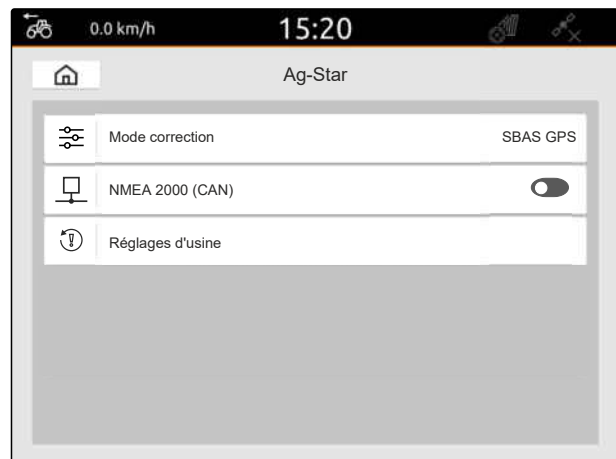 0.0 km/h 15:20
Ag-Star
Mode correction SBAS GPS
NMEA 2000 (CAN)
Réglages d'usine